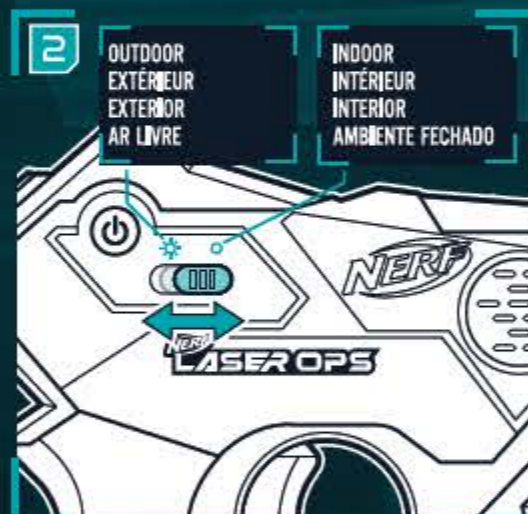 2
OUTDOOR
EXTÉRIEUR
EXTERIOR
AR LIVRE
INDOOR
INTÉRIEUR
INTERIOR
AMBIENTE FECHADO
NERF
NERF
LASER OPS